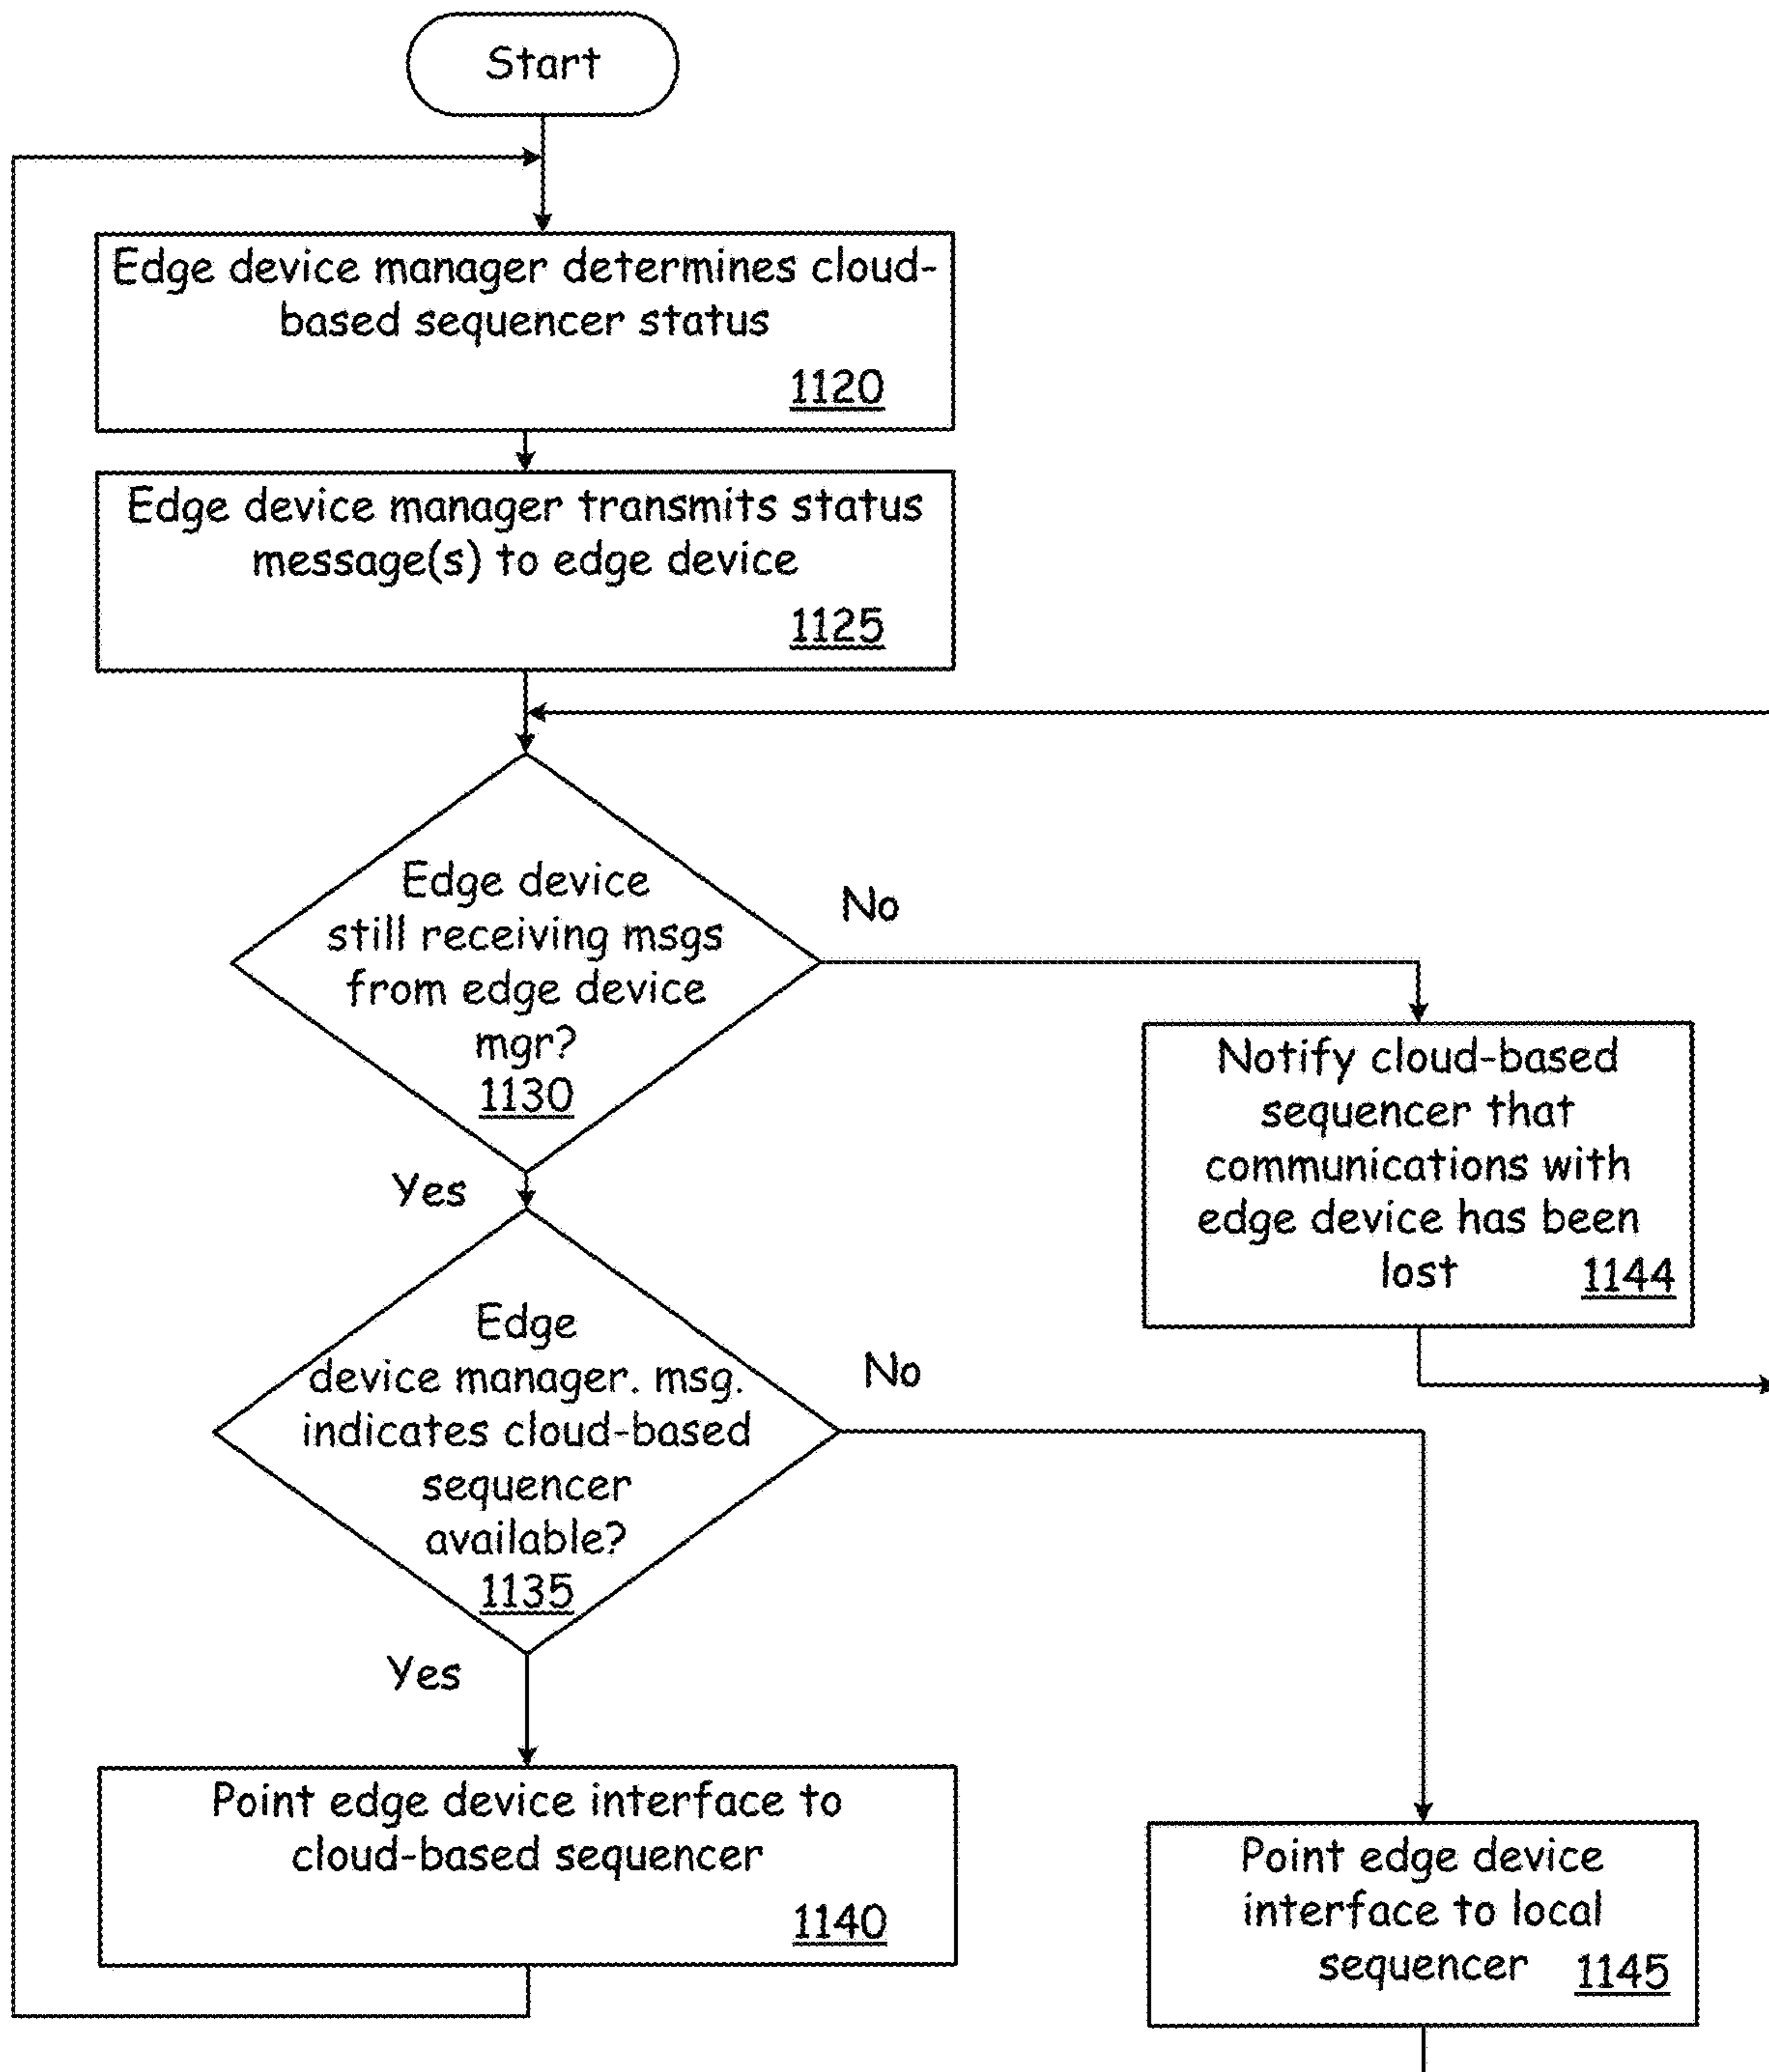 Start
Edge device manager determines cloud-
based sequencer status
1120
Edge device manager transmits status
message(s) to edge device
1125
Edge device
still receiving msgs
from edge device
mgr?
1130
No
Yes
Notify cloud-based
sequencer that
communications with
edge device has been
lost 1144
Edge
device manager. msg.
indicates cloud-based
sequencer
available?
1135
No
Yes
Point edge device interface to
cloud-based sequencer
1140
Point edge device
interface to local
sequencer 1145